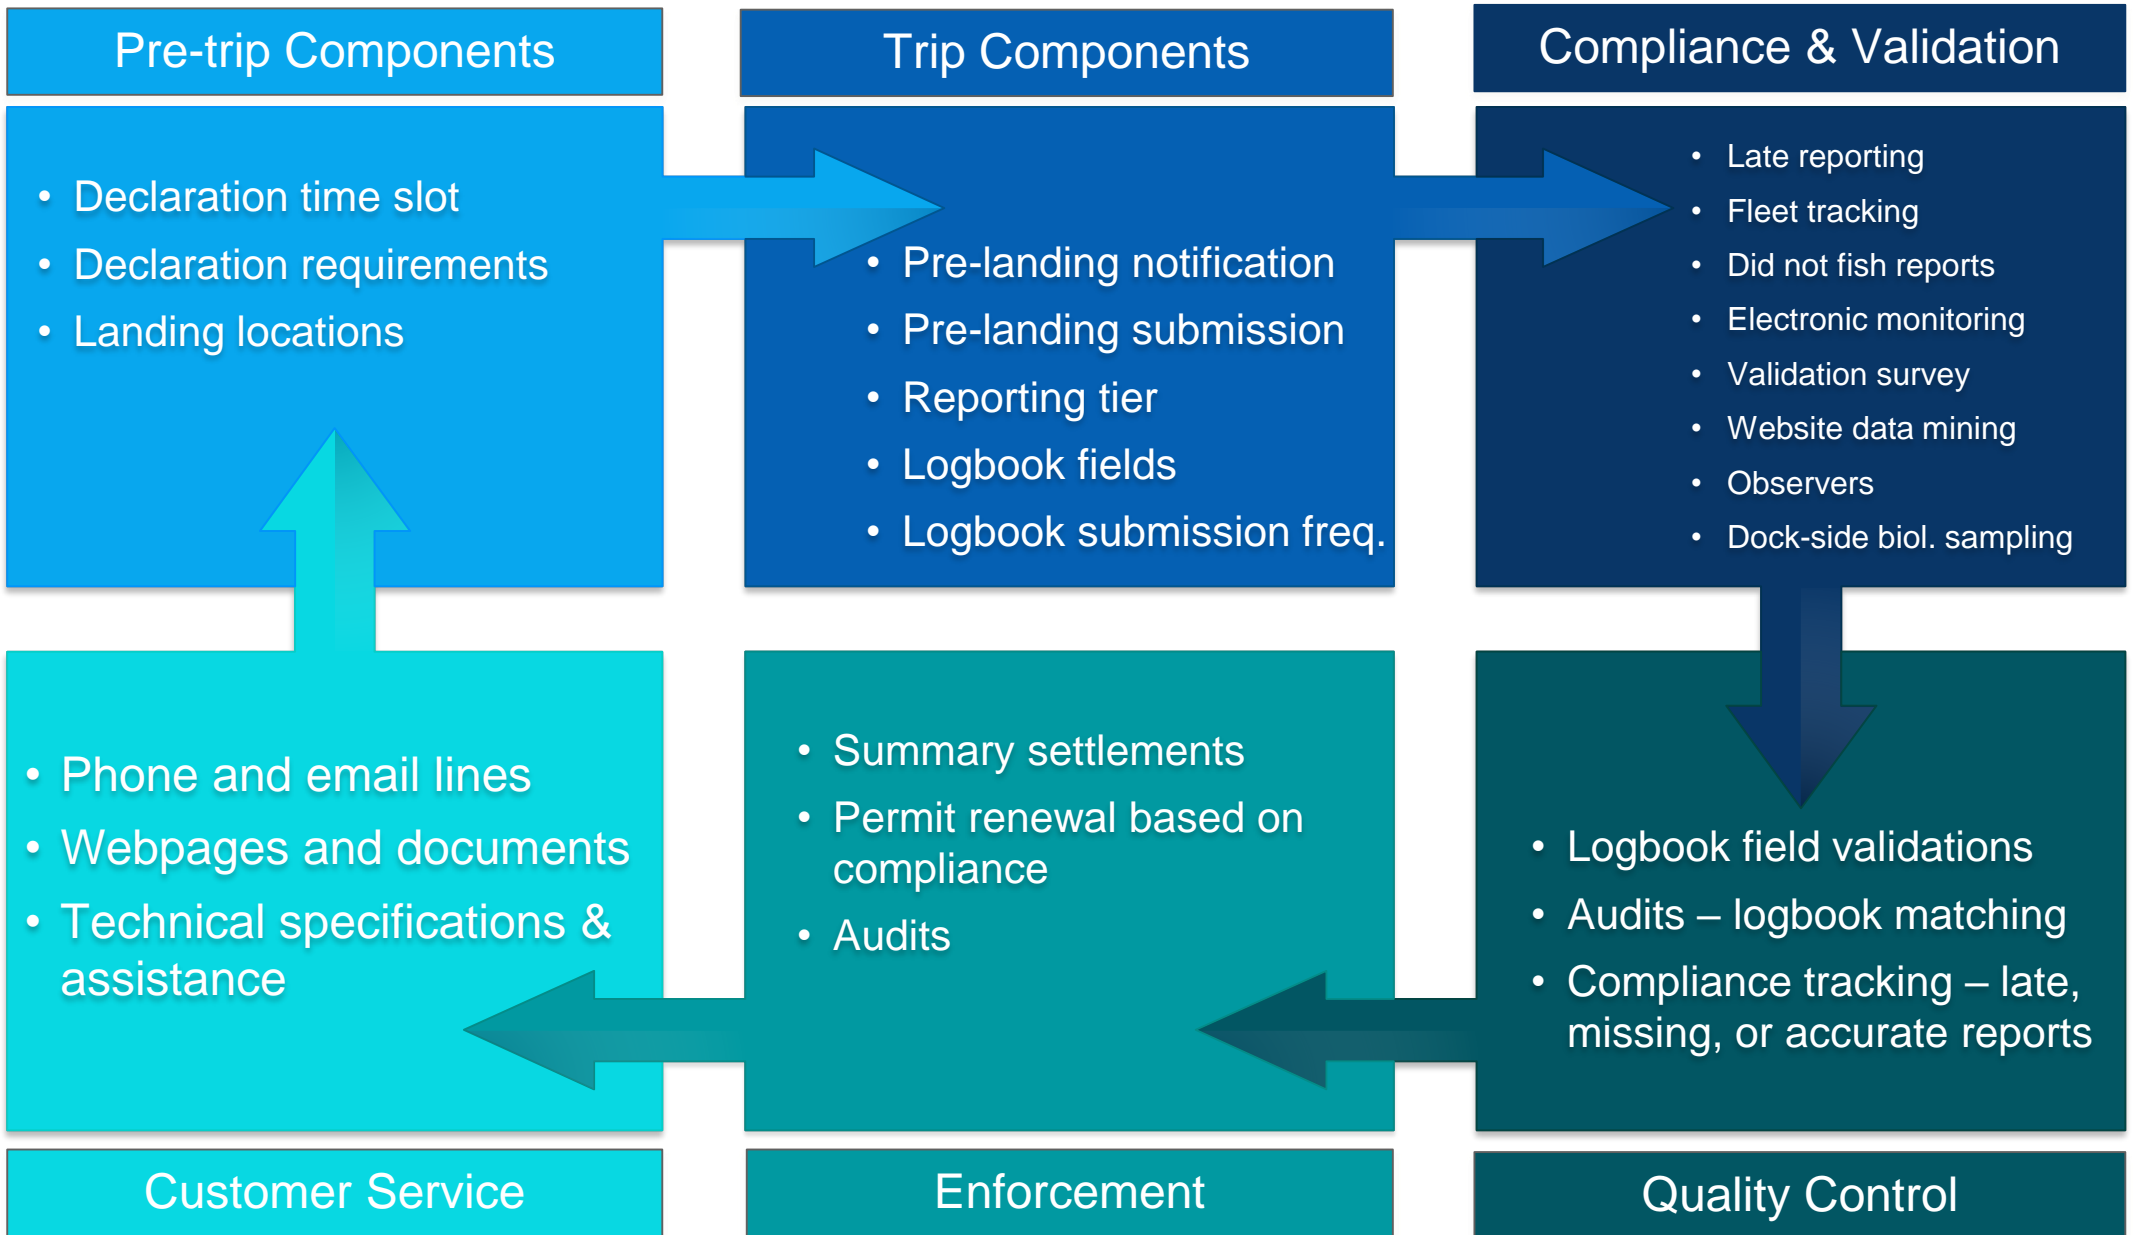 Pre-trip Components
• Declaration time slot
• Declaration requirements
• Landing locations
Trip Components
• Pre-landing notification
• Pre-landing submission
• Reporting tier
• Logbook fields
• Logbook submission freq.
Compliance & Validation
• Late reporting
• Fleet tracking
• Did not fish reports
• Electronic monitoring
• Validation survey
• Website data mining
• Observers
• Dock-side biol. sampling
• Phone and email lines
• Webpages and documents
• Technical specifications &
assistance
Customer Service
• Summary settlements
• Permit renewal based on
compliance
• Audits
Enforcement
• Logbook field validations
• Audits – logbook matching
• Compliance tracking – late,
missing, or accurate reports
Quality Control